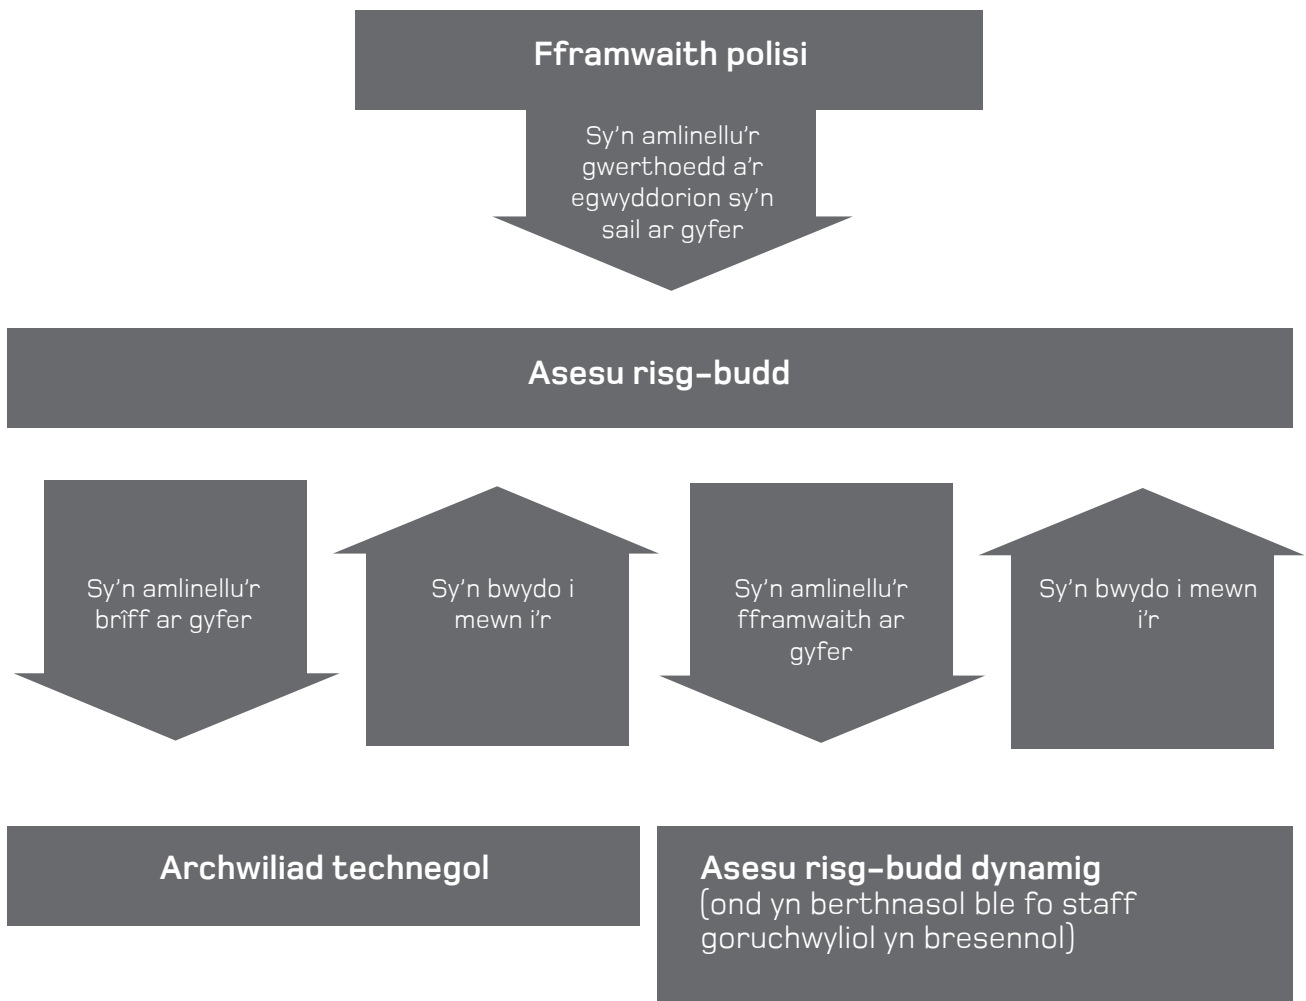 Fframwaith polisi
Sy'n amlinellu'r
gwerthoedd a'r
egwyddorion sy'n
sail ar gyfer
Asesu risg-budd
Sy'n amlinellu'r
brîff ar gyfer
Sy'n bwydo i
mewn i'r
Sy'n amlinellu'r
fframwaith ar
gyfer
Sy'n bwydo i mewn
i'r
Archwiliad technegol
Asesu risg-budd dynamig
(ond yn berthnasol ble fo staff
goruchwyliol yn bresennol)